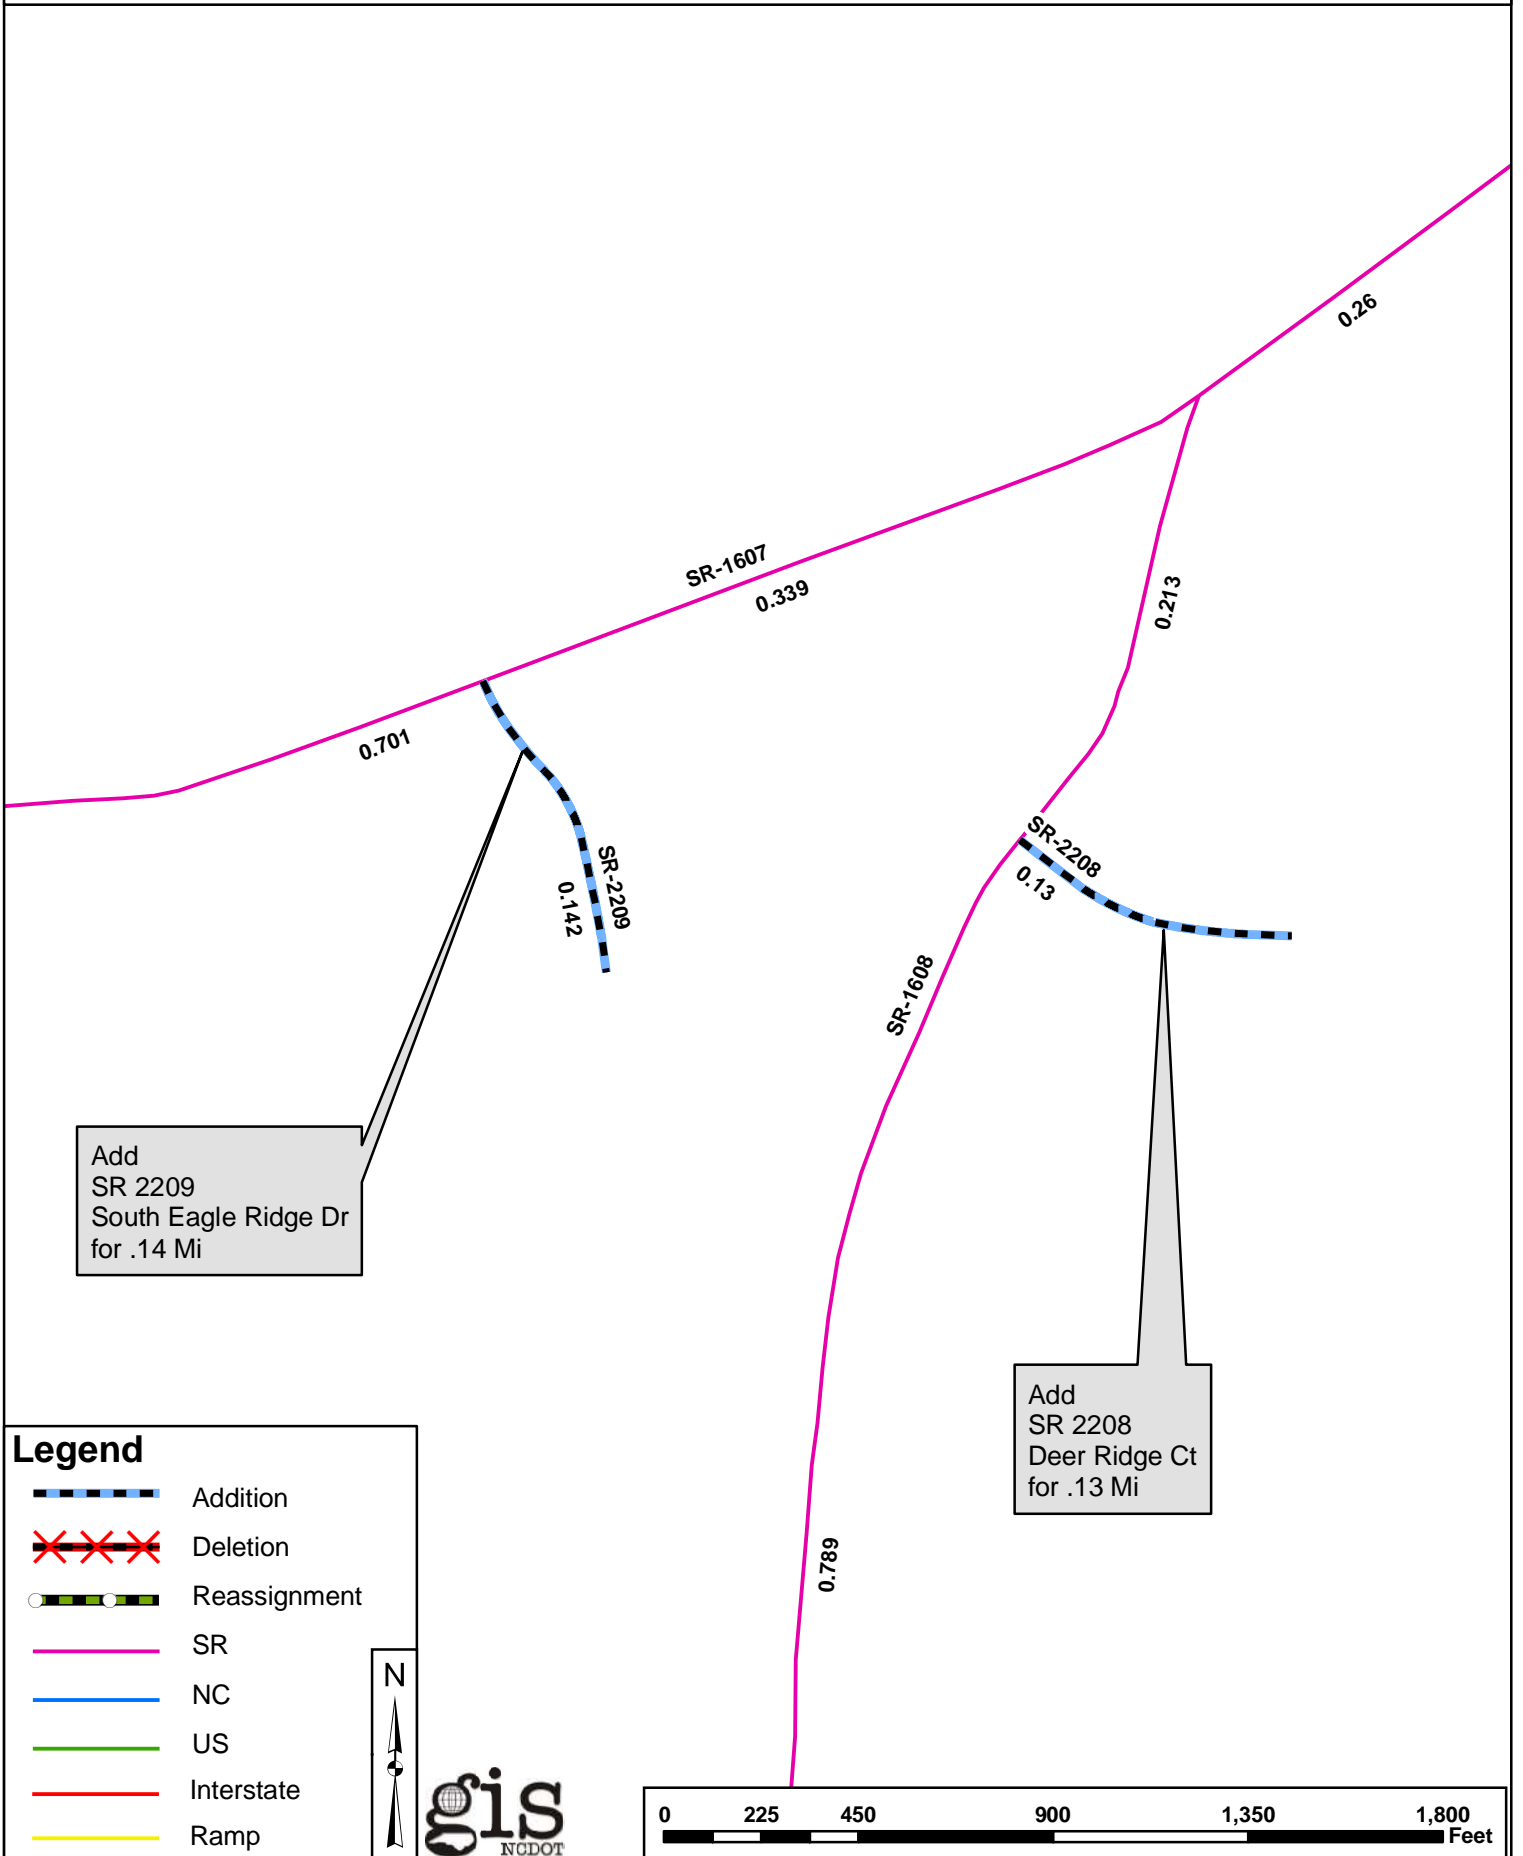 0.26
SR-1607
0.339
0.213
0.701
SR-2208
0.13
SR-2209
0.142
SR-1608
Add
SR 2209
South Eagle Ridge Dr
for .14 Mi
Add
SR 2208
Deer Ridge Ct
for .13 Mi
0.789
Legend
Addition
Deletion
Reassignment
SR
NC
US
Interstate
Ramp
N
gis
NCDOT
0 225 450 900 1,350 1,800
Feet